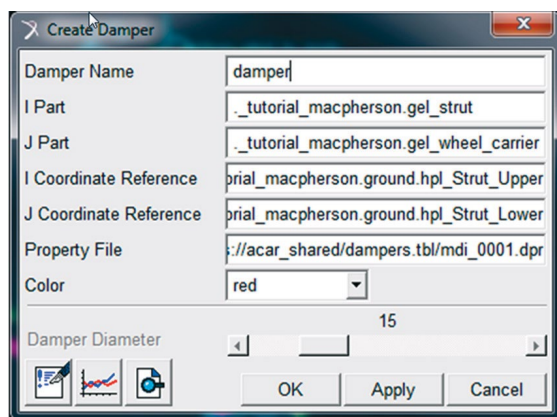 Create Damper
Damper Name damper
I Part ._tutorial_macpherson.gel_strut
J Part ._tutorial_macpherson.gel_wheel_carrier
I Coordinate Reference orial_macpherson.ground.hpl_Strut_Upper
J Coordinate Reference orial_macpherson.ground.hpl_Strut_Lower
Property File s://acar_shared/dampers.tbl/mdi_0001.dpr
Color red
15
Damper Diameter
OK Apply Cancel